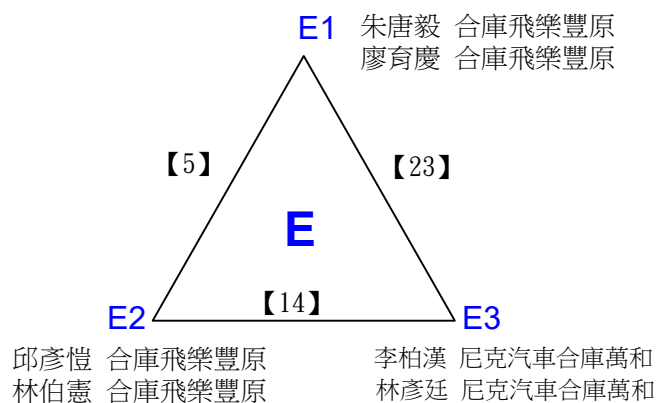 E1
朱唐毅 合庫飛樂豐原
廖育慶 合庫飛樂豐原
【5】
【23】
E
【14】
E2
E3
邱彥愷 合庫飛樂豐原
林伯憲 合庫飛樂豐原
李柏漢 尼克汽車合庫萬和
林彥廷 尼克汽車合庫萬和